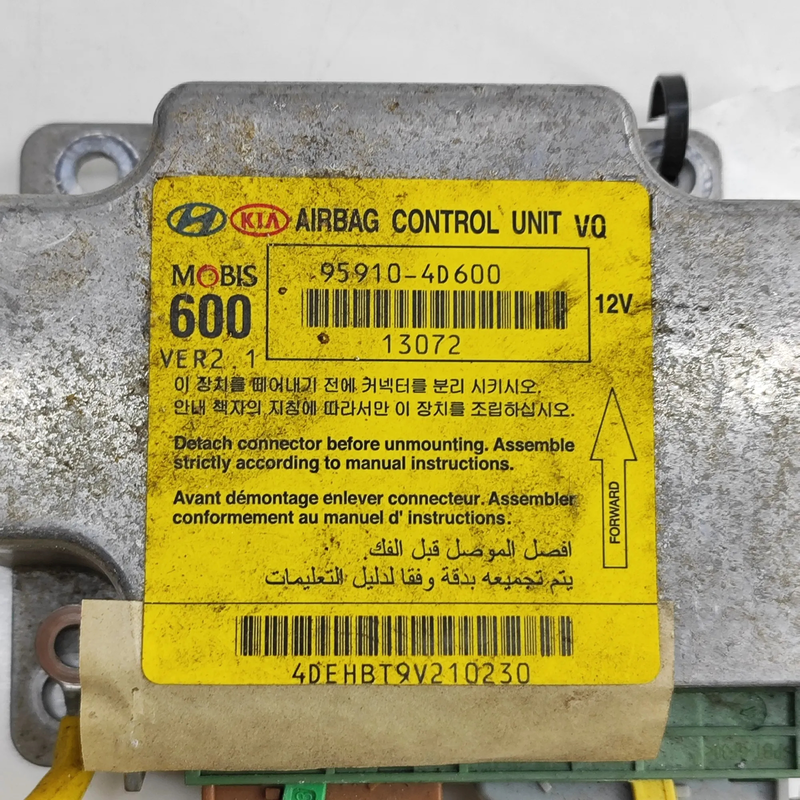 KIA AIRBAG CONTROL UNIT VQ
MOBIS
95910-4D600
12V
600
13072
VER2.1
이 장치를 떼어내기 전에 커넥터를 분리 시키시오.
안내 책자의 지침에 따라서만 이 장치를 조립하십시오.
Detach connector before unmounting. Assemble
strictly according to manual instructions.
Avant démontage enlever connecteur. Assembler
conformement au manuel d' instructions.
FORWARD
افصل الموصل قبل الفك.
يتم تجميعه بدقة وفقا لدليل التعليمات
4DEHBT9V210230